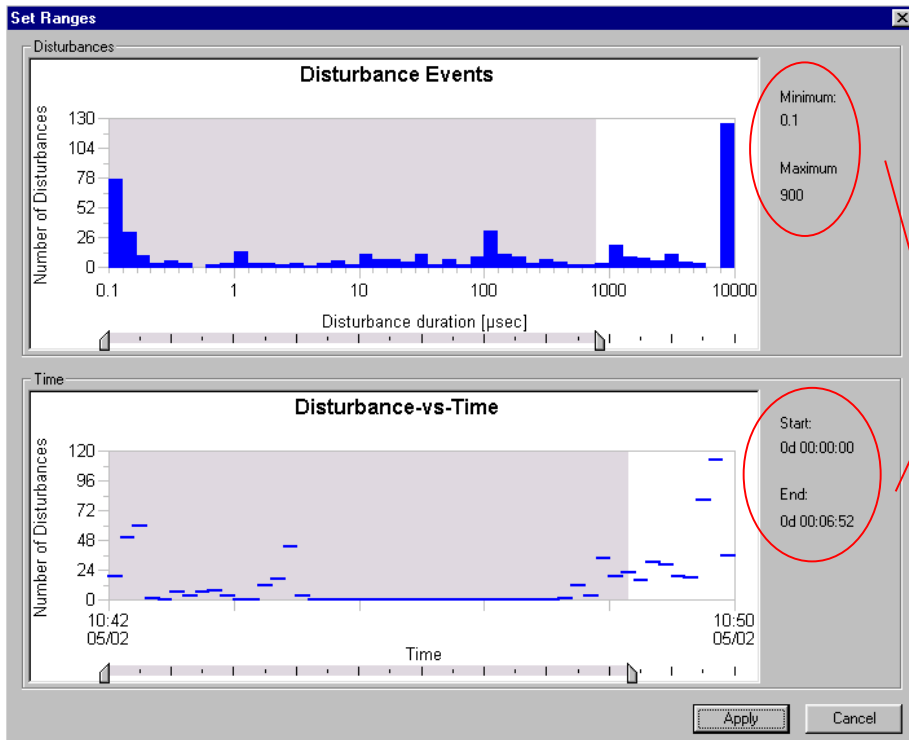 Set Ranges
Disturbances
Disturbance Events
Number of Disturbances
130
104
78
52
26
0
0.1
1
10
100
1000
10000
Disturbance duration [µsec]
Minimum:
0.1
Maximum
900
Time
Disturbance-vs-Time
Number of Disturbances
120
96
72
48
24
0
10:42
05/02
10:50
05/02
Time
Start:
0d 00:00:00
End:
0d 00:06:52
Apply
Cancel